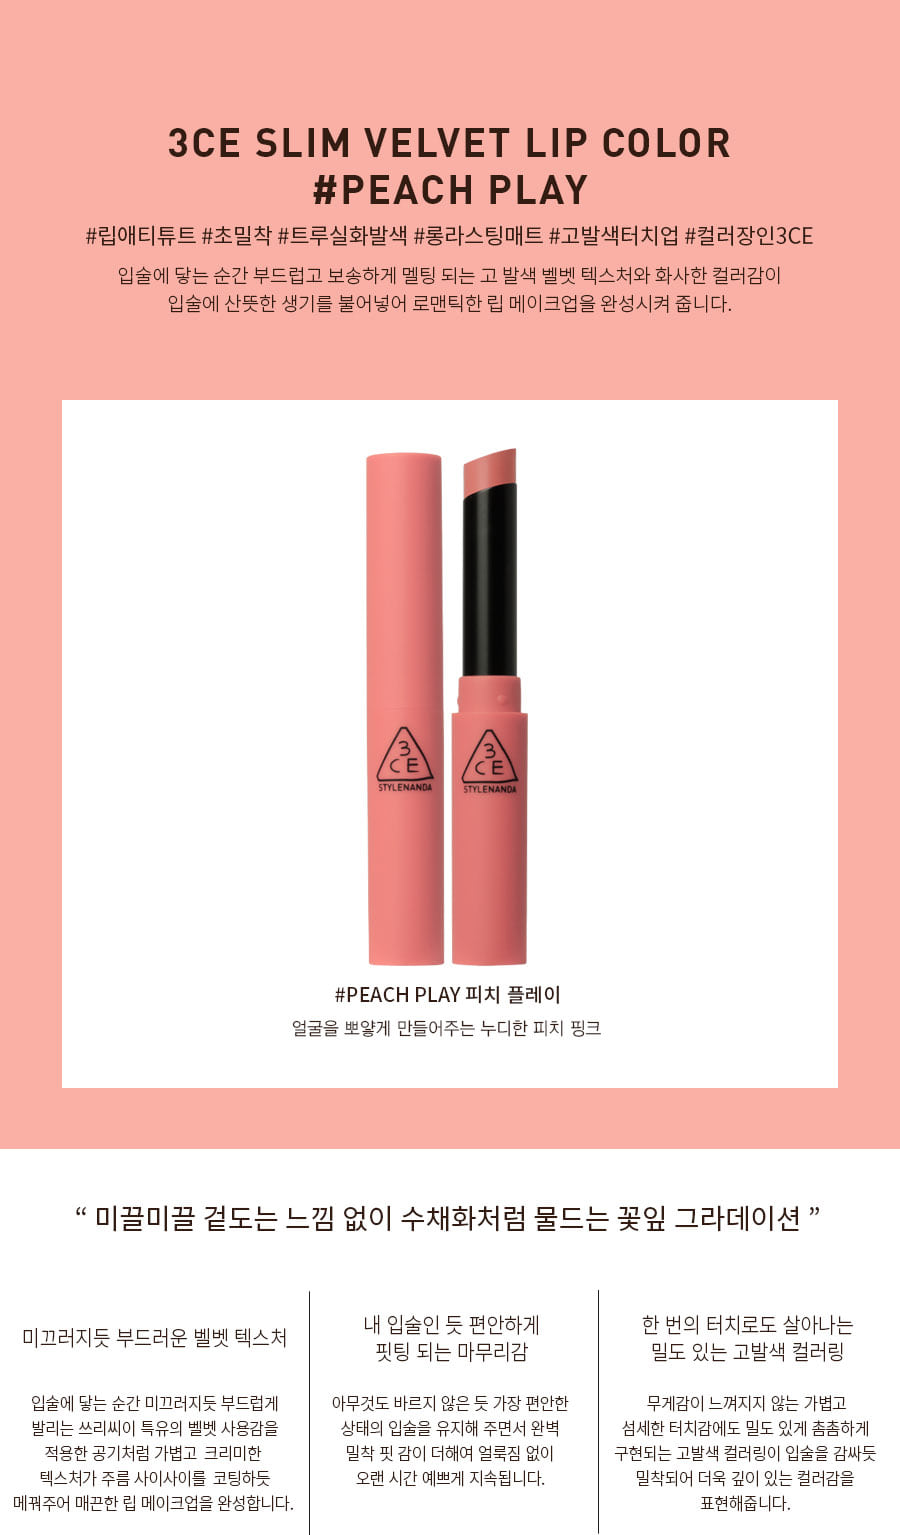 3CE SLIM VELVET LIP COLOR
#PEACH PLAY
#립애티튜트 #초밀착 #트루실화발색 #롱라스팅매트 #고발색터치업 #컬러장인3CE
입술에 닿는 순간 부드럽고 보송하게 멜팅 되는 고 발색 벨벳 텍스처와 화사한 컬러감이
입술에 산뜻한 생기를 불어넣어 로맨틱한 립 메이크업을 완성시켜 줍니다.
3
CE
STYLENANDA
3
CE
STYLENANDA
#PEACH PLAY 피치 플레이
얼굴을 뽀얗게 만들어주는 누디한 피치 핑크
“ 미끌미끌 겉도는 느낌 없이 수채화처럼 물드는 꽃잎 그라데이션 ”
미끄러지듯 부드러운 벨벳 텍스처
입술에 닿는 순간 미끄러지듯 부드럽게
발리는 쓰리씨이 특유의 벨벳 사용감을
적용한 공기처럼 가볍고 크리미한
텍스처가 주름 사이사이를 코팅하듯
메꿔주어 매끈한 립 메이크업을 완성합니다.
내 입술인 듯 편안하게
핏팅 되는 마무리감
아무것도 바르지 않은 듯 가장 편안한
상태의 입술을 유지해 주면서 완벽
밀착 핏 감이 더해여 얼룩짐 없이
오랜 시간 예쁘게 지속됩니다.
한 번의 터치로도 살아나는
밀도 있는 고발색 컬러링
무게감이 느껴지지 않는 가볍고
섬세한 터치감에도 밀도 있게 촘촘하게
구현되는 고발색 컬러링이 입술을 감싸듯
밀착되어 더욱 깊이 있는 컬러감을
표현해줍니다.